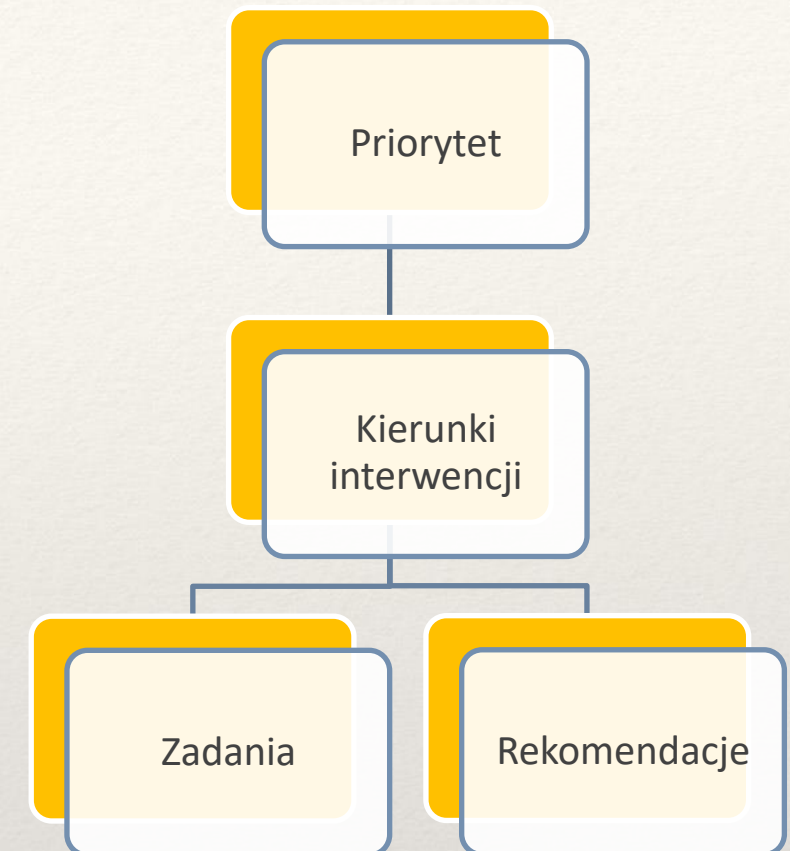 Priorytet
Kierunki
interwencji
Zadania
Rekomendacje